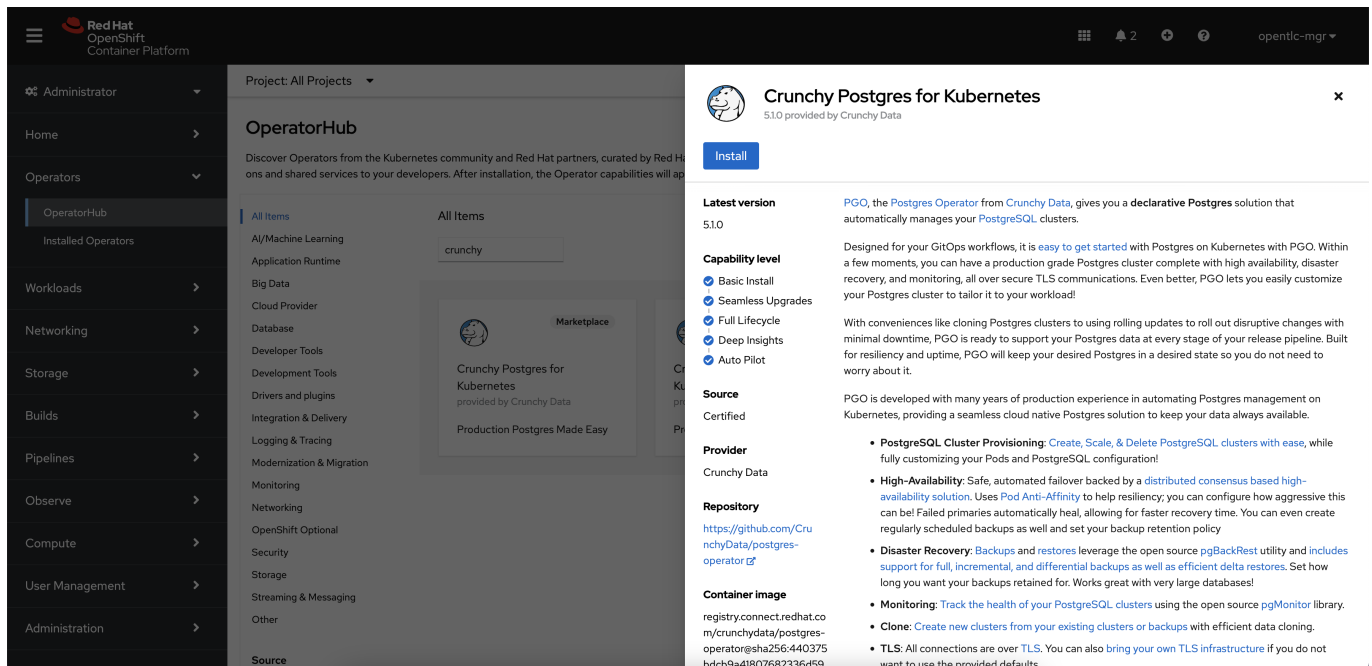 Red Hat
OpenShift
Container Platform
2
opentlc-mgr
Administrator
Home
Operators
OperatorHub
Installed Operators
Workloads
Networking
Storage
Builds
Pipelines
Observe
Compute
User Management
Administration
Project: All Projects
OperatorHub
Discover Operators from the Kubernetes community and Red Hat partners, curated by Red Ha
ons and shared services to your developers. After installation, the Operator capabilities will ap
All Items
AI/Machine Learning
Application Runtime
Big Data
Cloud Provider
Database
Developer Tools
Development Tools
Drivers and plugins
Integration & Delivery
Logging & Tracing
Modernization & Migration
Monitoring
Networking
OpenShift Optional
Security
Storage
Streaming & Messaging
Other
Source
All Items
crunchy
Marketplace
Crunchy Postgres for
Kubernetes
provided by Crunchy Data
Production Postgres Made Easy
Cr
Ku
pr
Pr
Crunchy Postgres for Kubernetes
5.1.0 provided by Crunchy Data
Install
Latest version
5.1.0
Capability level
Basic Install
Seamless Upgrades
Full Lifecycle
Deep Insights
Auto Pilot
Source
Certified
Provider
Crunchy Data
Repository
https://github.com/Cru
nchyData/postgres-
operator
Container image
registry.connect.redhat.co
m/crunchydata/postgres-
operator@sha256:440375
bdcb9a41807682336d59
PGO, the Postgres Operator from Crunchy Data, gives you a declarative Postgres solution that
automatically manages your PostgreSQL clusters.
Designed for your GitOps workflows, it is easy to get started with Postgres on Kubernetes with PGO. Within
a few moments, you can have a production grade Postgres cluster complete with high availability, disaster
recovery, and monitoring, all over secure TLS communications. Even better, PGO lets you easily customize
your Postgres cluster to tailor it to your workload!
With conveniences like cloning Postgres clusters to using rolling updates to roll out disruptive changes with
minimal downtime, PGO is ready to support your Postgres data at every stage of your release pipeline. Built
for resiliency and uptime, PGO will keep your desired Postgres in a desired state so you do not need to
worry about it.
PGO is developed with many years of production experience in automating Postgres management on
Kubernetes, providing a seamless cloud native Postgres solution to keep your data always available.
• PostgreSQL Cluster Provisioning: Create, Scale, & Delete PostgreSQL clusters with ease, while
fully customizing your Pods and PostgreSQL configuration!
• High-Availability: Safe, automated failover backed by a distributed consensus based high-
availability solution. Uses Pod Anti-Affinity to help resiliency; you can configure how aggressive this
can be! Failed primaries automatically heal, allowing for faster recovery time. You can even create
regularly scheduled backups as well and set your backup retention policy
• Disaster Recovery: Backups and restores leverage the open source pgBackRest utility and includes
support for full, incremental, and differential backups as well as efficient delta restores. Set how
long you want your backups retained for. Works great with very large databases!
• Monitoring: Track the health of your PostgreSQL clusters using the open source pgMonitor library.
• Clone: Create new clusters from your existing clusters or backups with efficient data cloning.
• TLS: All connections are over TLS. You can also bring your own TLS infrastructure if you do not
want to use the provided defaults